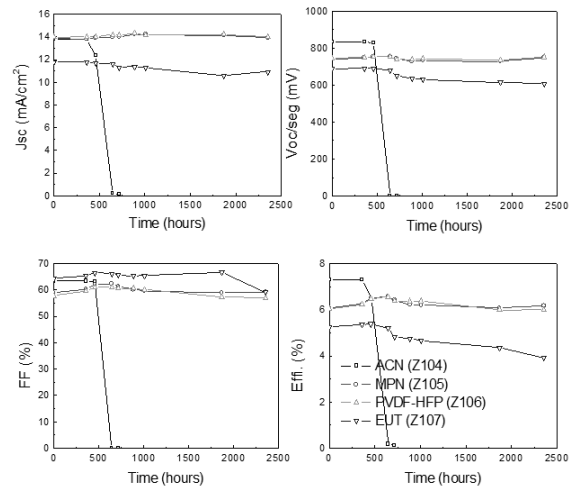 16
14
12
10
8
6
4
2
0
Jsc (mA/cm²)
0 500 1000 1500 2000 2500
Time (hours)
1000
800
600
400
200
0
Voc/seg (mV)
0 500 1000 1500 2000 2500
Time (hours)
70
60
50
40
30
20
10
0
FF (%)
0 500 1000 1500 2000 2500
Time (hours)
8
6
4
2
0
Effi. (%)
ACN (Z104)
MPN (Z105)
PVDF-HFP (Z106)
EUT (Z107)
0 500 1000 1500 2000 2500
Time (hours)